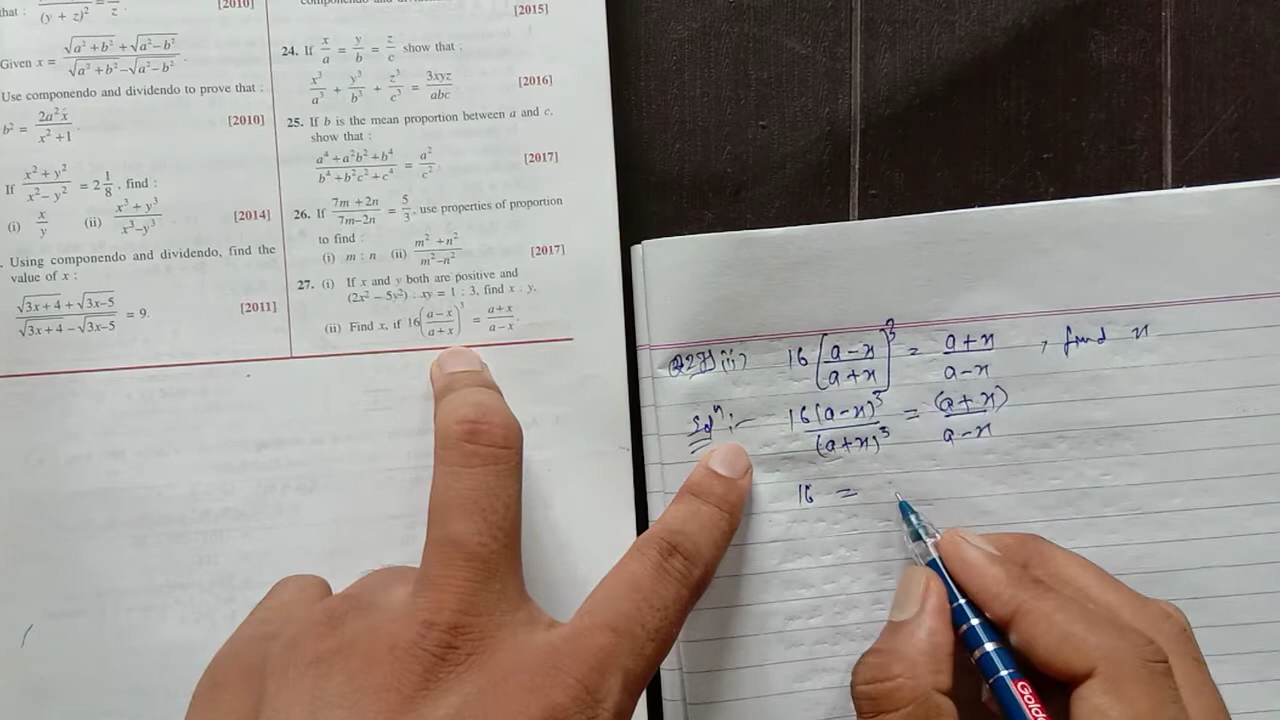 that : (y + z)² = z [2010]
Given x = √a² + b² + √a² – b² / √a² + b² – √a² – b² .
Use componendo and dividendo to prove that :
b² = 2a²x / x² + 1 . [2010]
If x² + y² / x² – y² = 2 1/8 , find :
(i) x/y (ii) x³ + y³ / x³ – y³ [2014]
. Using componendo and dividendo, find the
value of x :
√3x + 4 + √3x – 5 / √3x + 4 – √3x – 5 = 9. [2011]
[2015]
24. If x/a = y/b = z/c show that :
x³/a³ + y³/b³ + z³/c³ = 3xyz/abc [2016]
25. If b is the mean proportion between a and c,
show that :
a⁴ + a²b² + b⁴ / b⁴ + b²c² + c⁴ = a²/c² . [2017]
26. If 7m + 2n / 7m – 2n = 5/3 , use properties of proportion
to find :
(i) m : n (ii) m² + n² / m² – n² [2017]
27. (i) If x and y both are positive and
(2x² – 5y²) : xy = 1 : 3, find x : y.
(ii) Find x, if 16 (a – x / a + x)³ = a + x / a – x .
Q27(ii) 16 [a – x / a + x]³ = a + x / a – x , find x
Solⁿ :– 16(a – x)³ / (a + x)³ = (a + x) / a – x
16 =
Gold